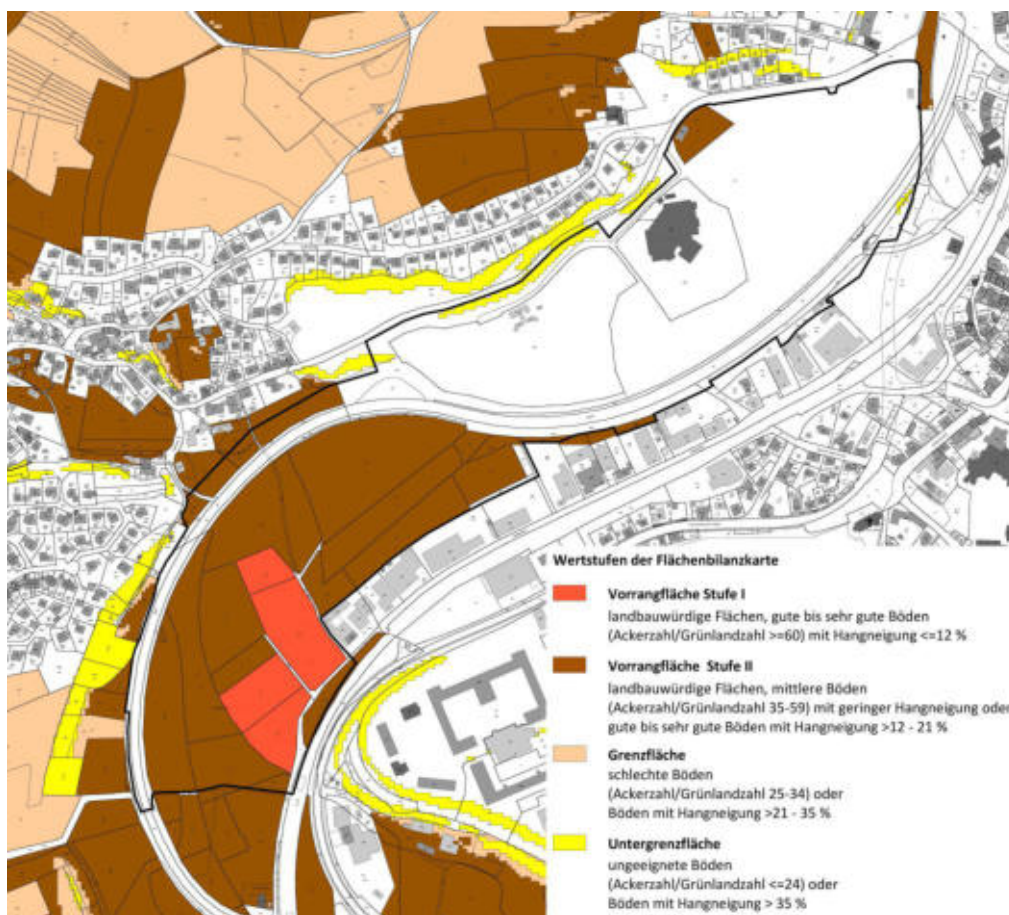 Wertstufen der Flächenbilanzkarte
Vorrangfläche Stufe I
landbauwürdige Flächen, gute bis sehr gute Böden
(Ackerzahl/Grünlandzahl >=60) mit Hangneigung <=12 %
Vorrangfläche Stufe II
landbauwürdige Flächen, mittlere Böden
(Ackerzahl/Grünlandzahl 35-59) mit geringer Hangneigung oder
gute bis sehr gute Böden mit Hangneigung >12 - 21 %
Grenzfläche
schlechte Böden
(Ackerzahl/Grünlandzahl 25-34) oder
Böden mit Hangneigung >21 - 35 %
Untergrenzfläche
ungeeignete Böden
(Ackerzahl/Grünlandzahl <=24) oder
Böden mit Hangneigung > 35 %